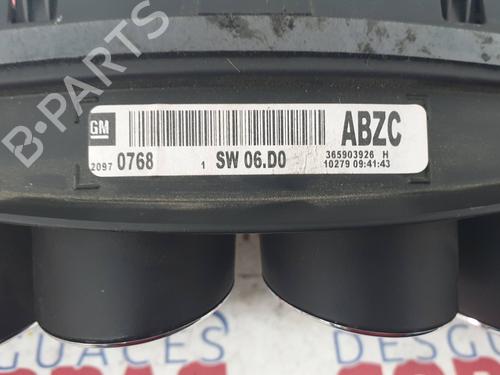 B-PARTS
GM
ABZC
2097 0768 1 SW 06.D0
365903926 H
10279 09:41:43
DESGUACES
DESGU